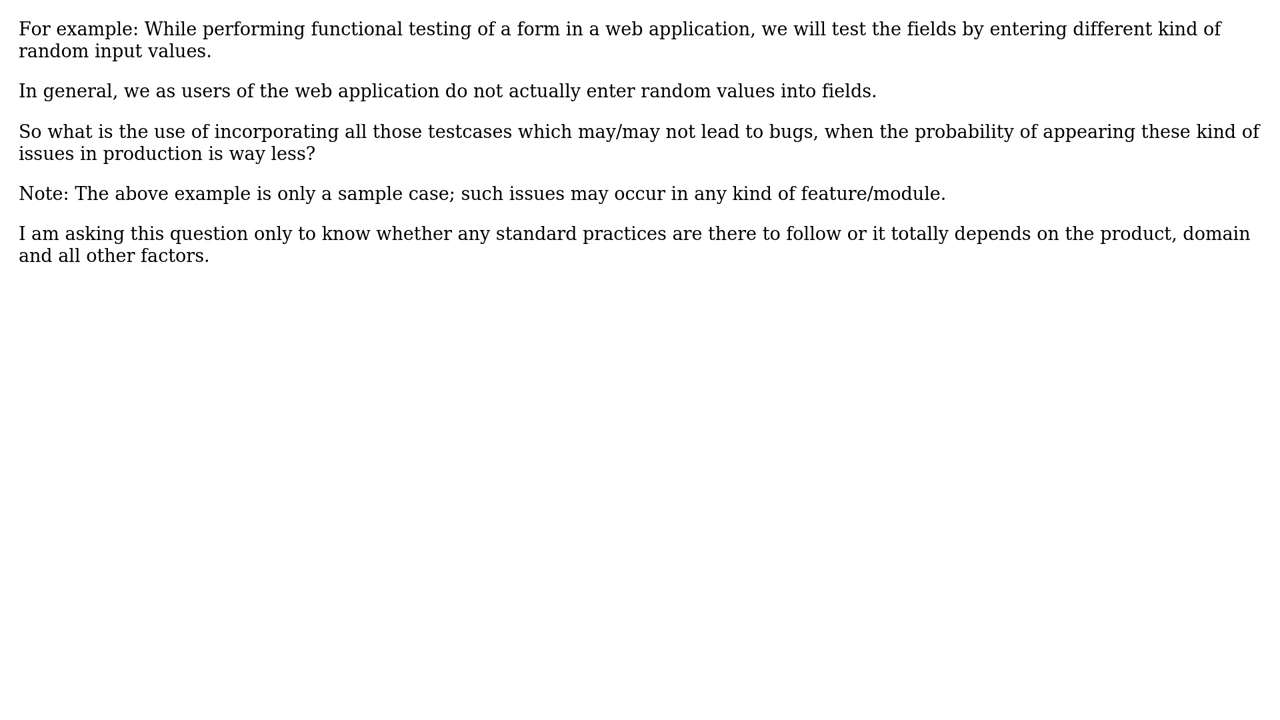 For example: While performing functional testing of a form in a web application, we will test the fields by entering different kind of
random input values.
In general, we as users of the web application do not actually enter random values into fields.
So what is the use of incorporating all those testcases which may/may not lead to bugs, when the probability of appearing these kind of
issues in production is way less?
Note: The above example is only a sample case; such issues may occur in any kind of feature/module.
I am asking this question only to know whether any standard practices are there to follow or it totally depends on the product, domain
and all other factors.